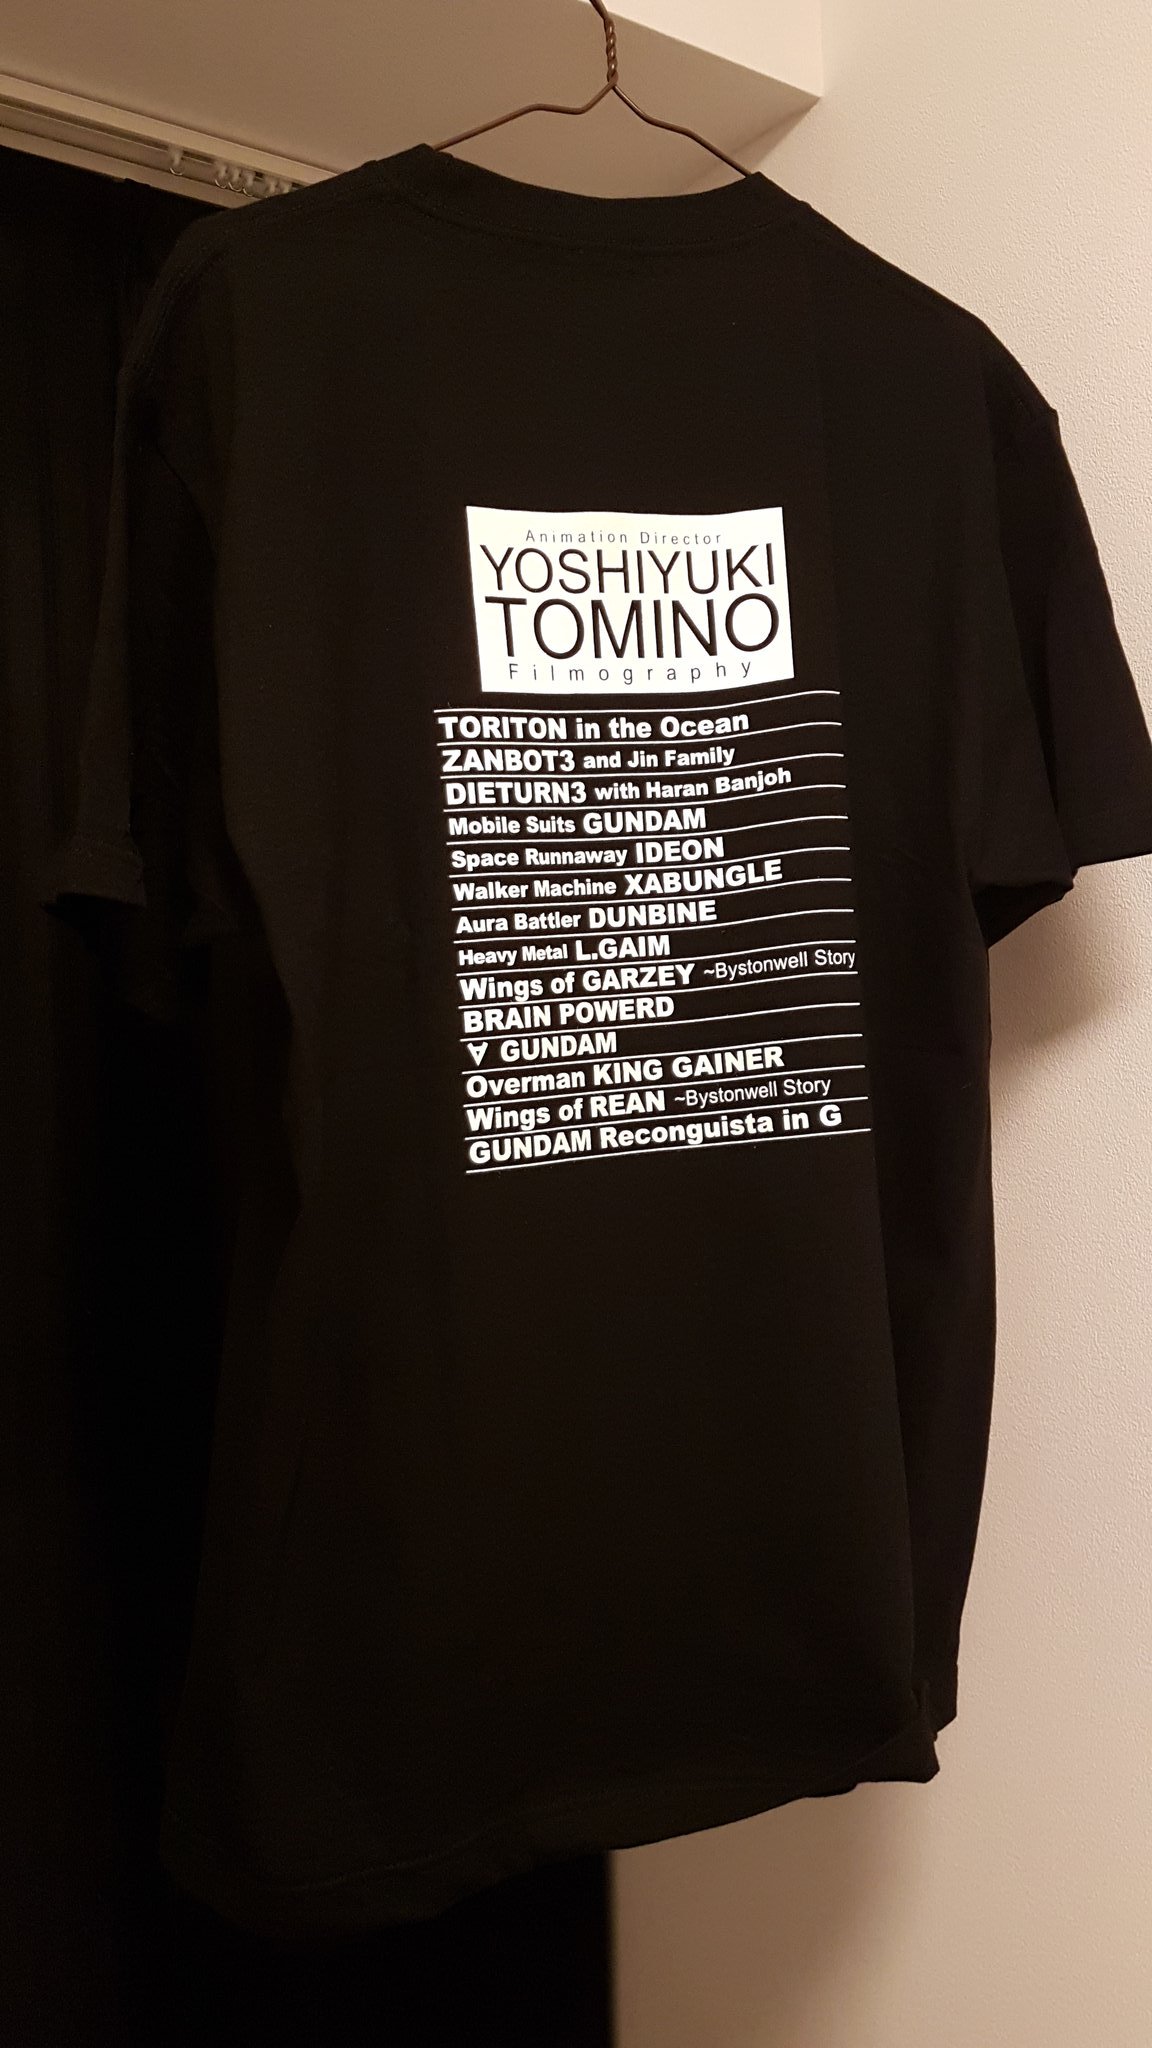 Animation Director
YOSHIYUKI
TOMINO
Filmography
TORITON in the Ocean
ZANBOT3 and Jin Family
DIETURN3 with Haran Banjoh
Mobile Suits GUNDAM
Space Runnaway IDEON
Walker Machine XABUNGLE
Aura Battler DUNBINE
Heavy Metal L.GAIM
Wings of GARZEY ~Bystonwell Story
BRAIN POWERD
∀ GUNDAM
Overman KING GAINER
Wings of REAN ~Bystonwell Story
GUNDAM Reconguista in G